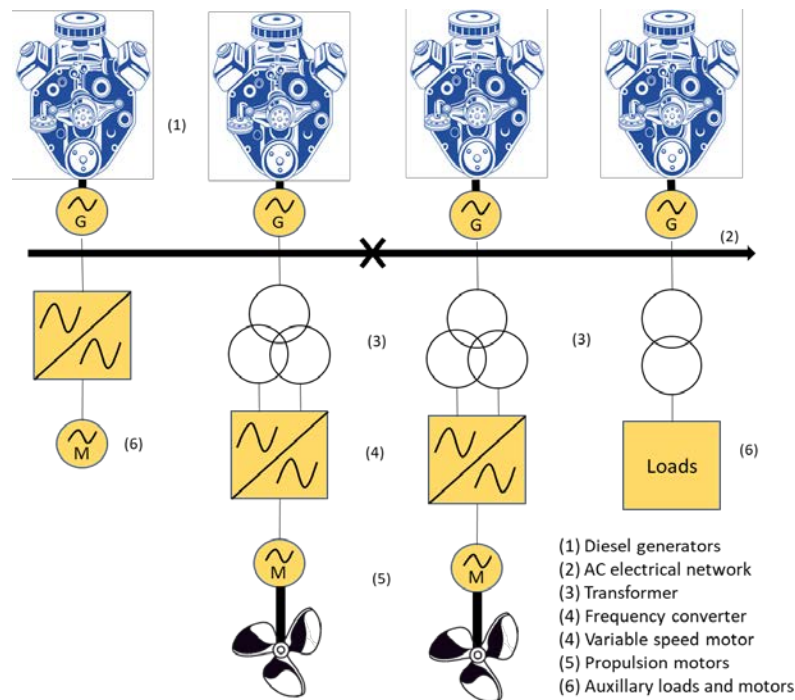 (1)
G
G
G
G
(2)
(3)
(3)
M
(6)
(4)
Loads
(6)
M
(5)
M
(1) Diesel generators
(2) AC electrical network
(3) Transformer
(4) Frequency converter
(4) Variable speed motor
(5) Propulsion motors
(6) Auxillary loads and motors